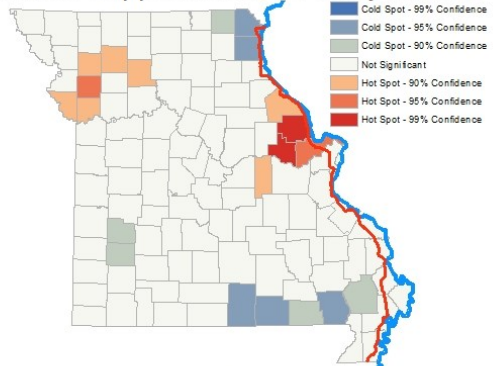 Cold Spot - 99% Confidence
Cold Spot - 95% Confidence
Cold Spot - 90% Confidence
Not Significant
Hot Spot - 90% Confidence
Hot Spot - 95% Confidence
Hot Spot - 99% Confidence